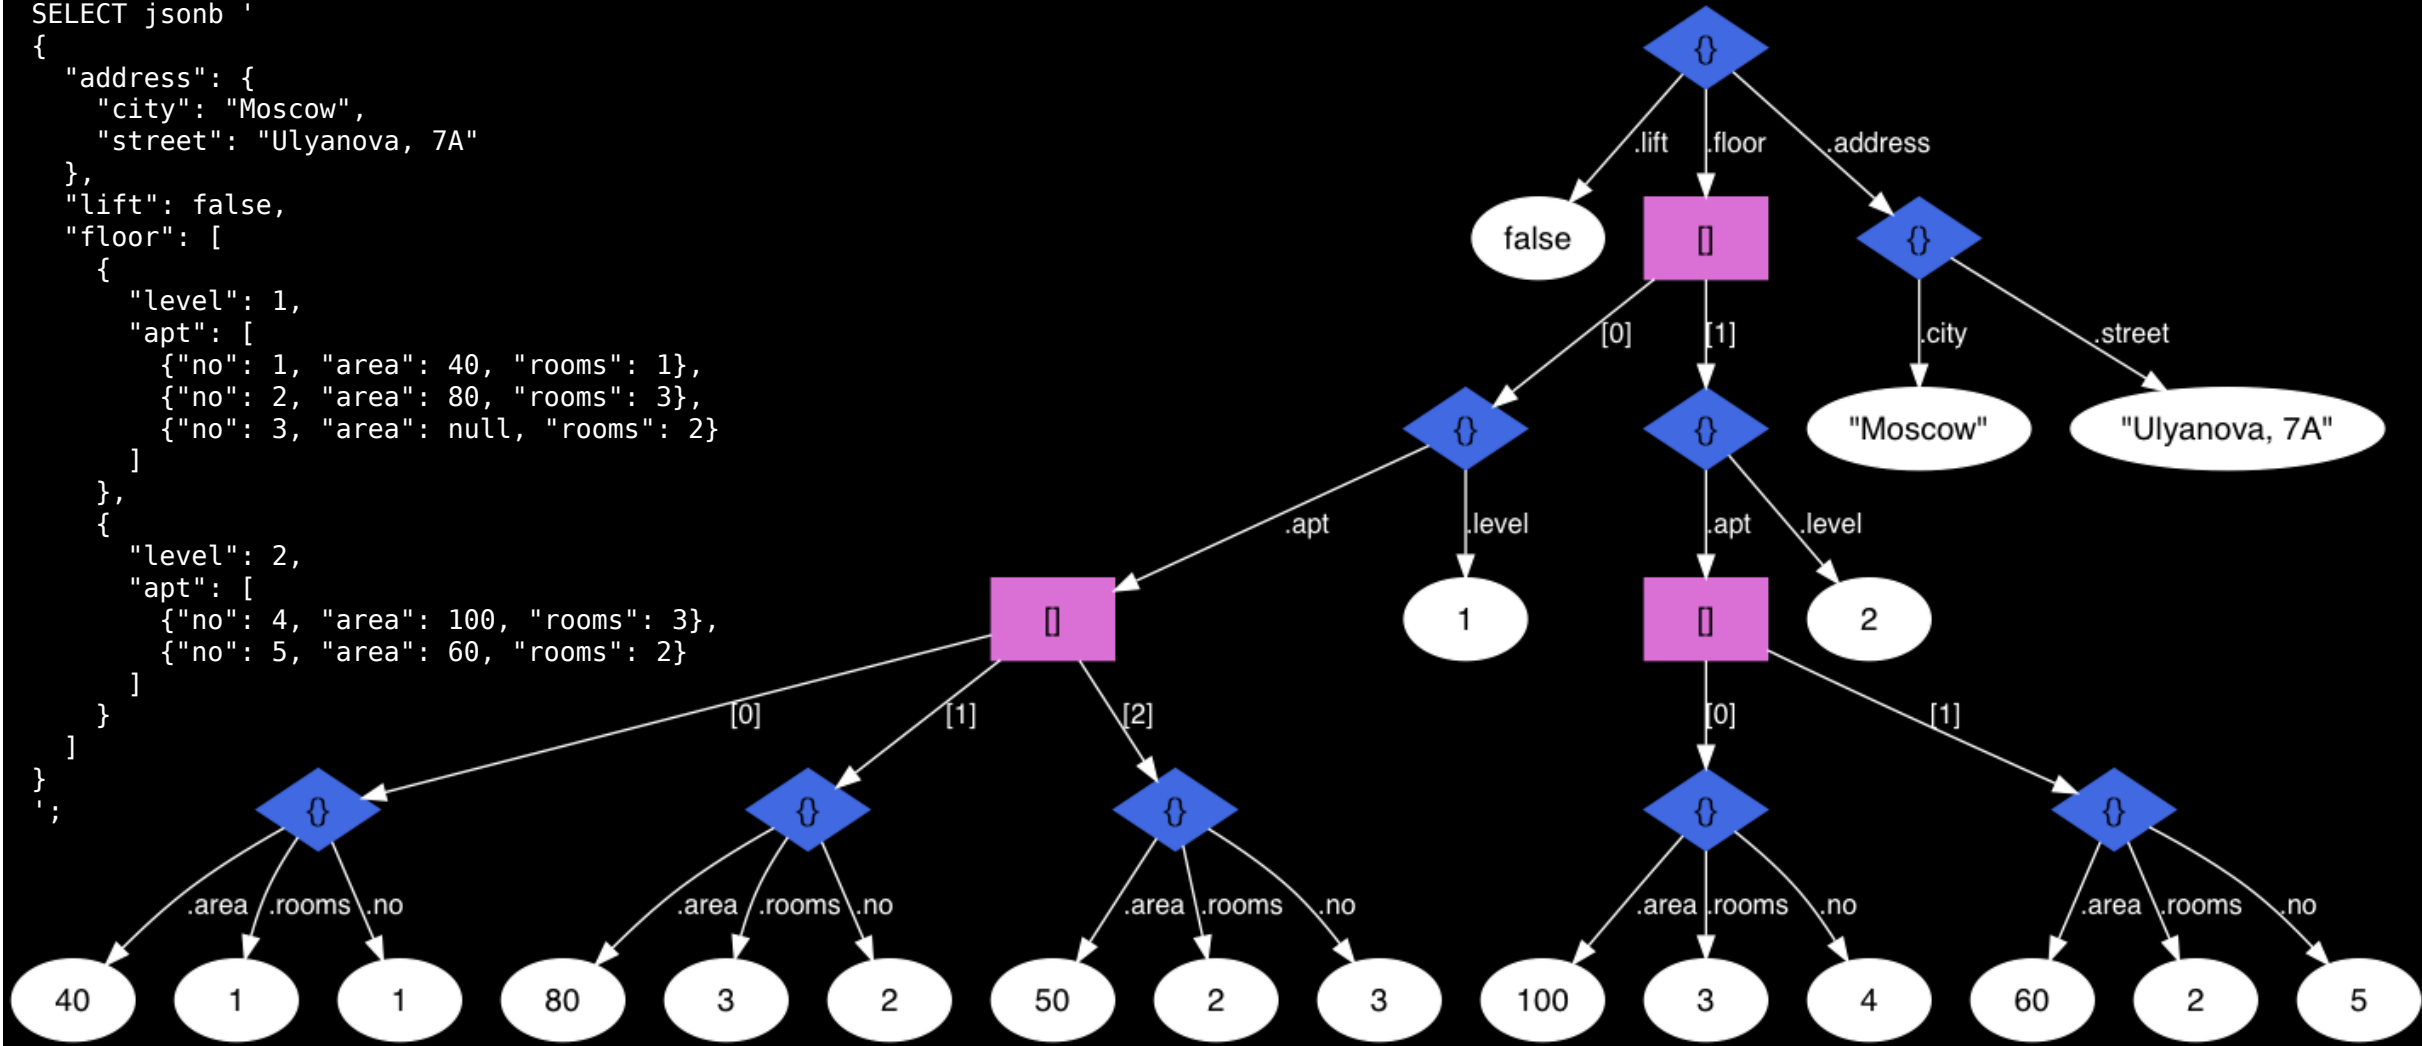 SELECT jsonb '
{
  "address": {
    "city": "Moscow",
    "street": "Ulyanova, 7A"
  },
  "lift": false,
  "floor": [
    {
      "level": 1,
      "apt": [
        {"no": 1, "area": 40, "rooms": 1},
        {"no": 2, "area": 80, "rooms": 3},
        {"no": 3, "area": null, "rooms": 2}
      ]
    },
    {
      "level": 2,
      "apt": [
        {"no": 4, "area": 100, "rooms": 3},
        {"no": 5, "area": 60, "rooms": 2}
      ]
    }
  ]
}
';
{}
.lift .floor .address
false [] {}
[0] [1] .city .street
{} {} "Moscow" "Ulyanova, 7A"
.apt .level .apt .level
[] 1 [] 2
[0] [1] [2] [0] [1]
{} {} {} {} {}
.area .rooms .no .area .rooms .no .area .rooms .no .area .rooms .no .area .rooms .no
40 1 1 80 3 2 50 2 3 100 3 4 60 2 5